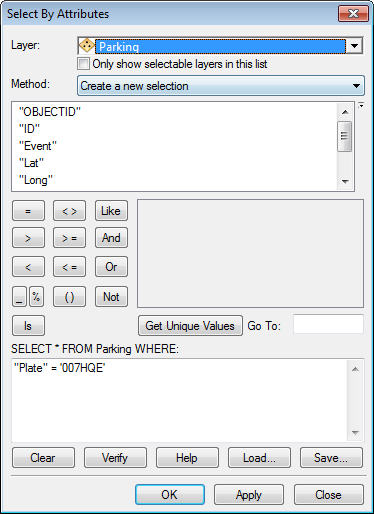 Select By Attributes
Layer: Parking
Only show selectable layers in this list
Method: Create a new selection
"OBJECTID"
"ID"
"Event"
"Lat"
"Long"
= < > Like
> > = And
< < = Or
_ % ( ) Not
Is Get Unique Values Go To:
SELECT * FROM Parking WHERE:
"Plate" = '007HQE'
Clear Verify Help Load... Save...
OK Apply Close